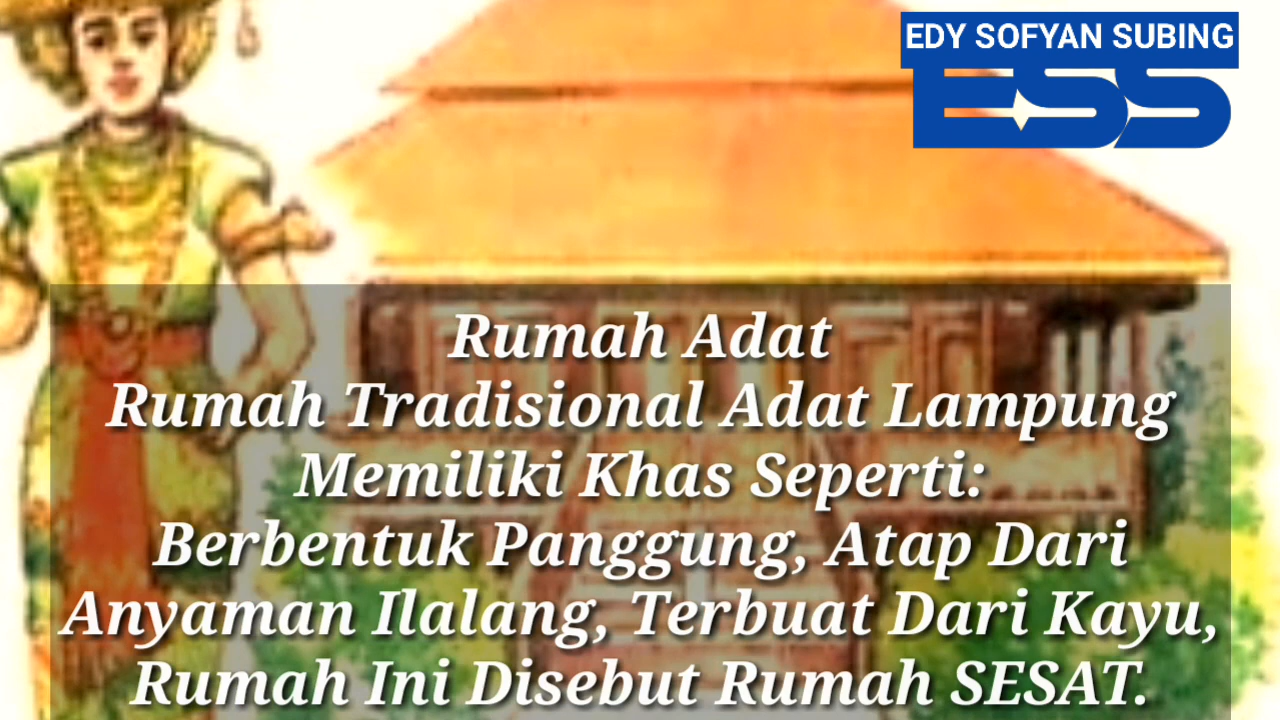 EDY SOFYAN SUBING
ESS
Rumah Adat
Rumah Tradisional Adat Lampung
Memiliki Khas Seperti:
Berbentuk Panggung, Atap Dari
Anyaman Ilalang, Terbuat Dari Kayu,
Rumah Ini Disebut Rumah SESAT.